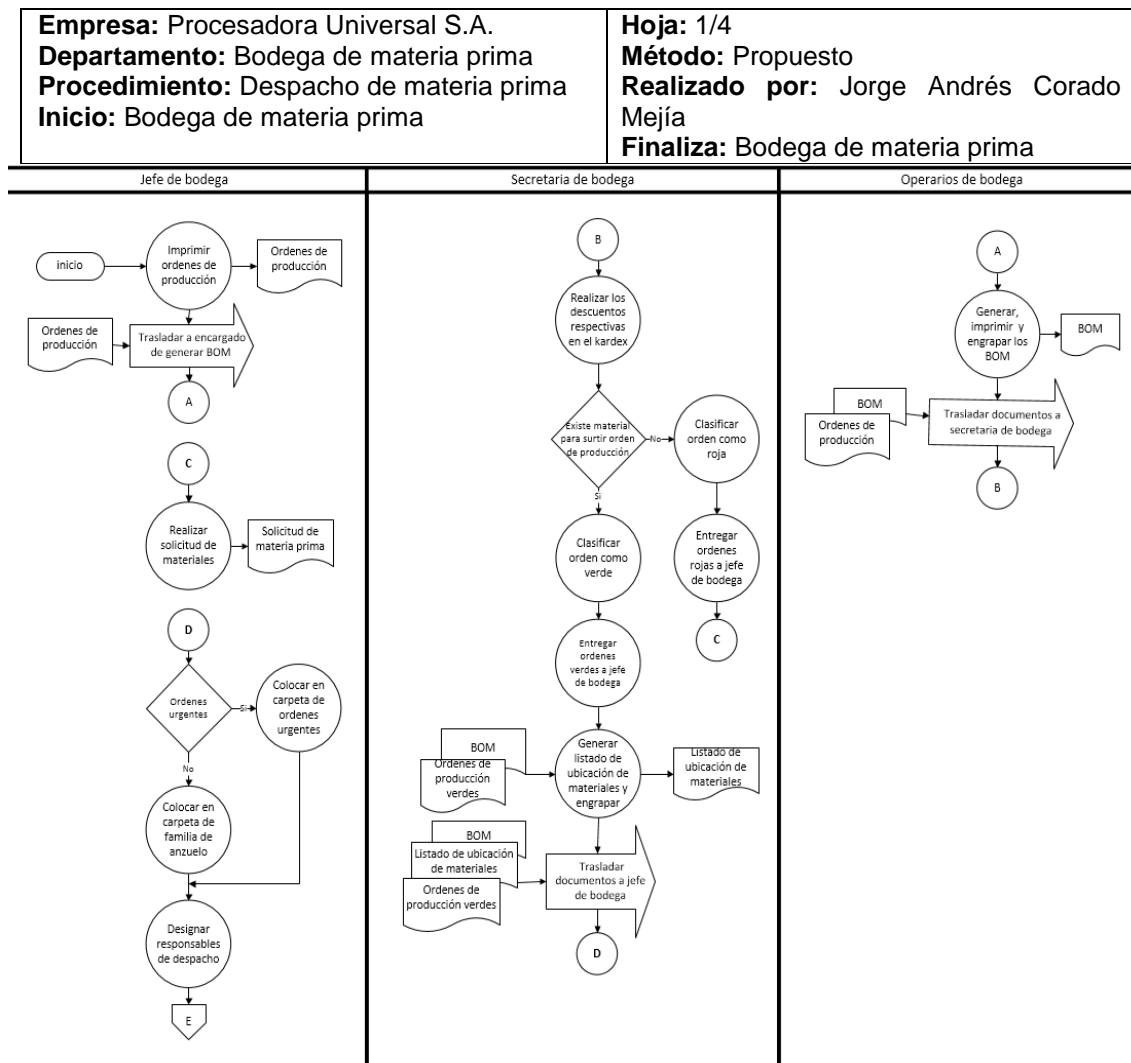 Empresa: Procesadora Universal S.A.
Departamento: Bodega de materia prima
Procedimiento: Despacho de materia prima
Inicio: Bodega de materia prima
Hoja: 1/4
Método: Propuesto
Realizado por: Jorge Andrés Corado
Mejía
Finaliza: Bodega de materia prima
Jefe de bodega
inicio
Imprimir
ordenes de
producción
Ordenes de
producción
Ordenes de
producción
Trasladar a encargado
de generar BOM
A
C
Realizar
solicitud de
materiales
Solicitud de
materia prima
D
Ordenes
urgentes
Si
Colocar en
carpeta de
ordenes
urgentes
No
Colocar en
carpeta de
familia de
anzuelo
Designar
responsables
de despacho
E
Secretaria de bodega
B
Realizar los
descuentos
respectivas
en el kardex
Existe material
para surtir orden
de producción
No
Clasificar
orden como
roja
Si
Clasificar
orden como
verde
Entregar
ordenes
rojas a jefe
de bodega
C
Entregar
ordenes
verdes a jefe
de bodega
BOM
Ordenes de
producción
verdes
Generar
listado de
ubicación de
materiales y
engrapar
Listado de
ubicación de
materiales
BOM
Listado de ubicación
de materiales
Ordenes de
producción verdes
Trasladar
documentos a jefe
de bodega
D
Operarios de bodega
A
Generar,
imprimir y
engrapar los
BOM
BOM
BOM
Ordenes de
producción
Trasladar documentos a
secretaria de bodega
B